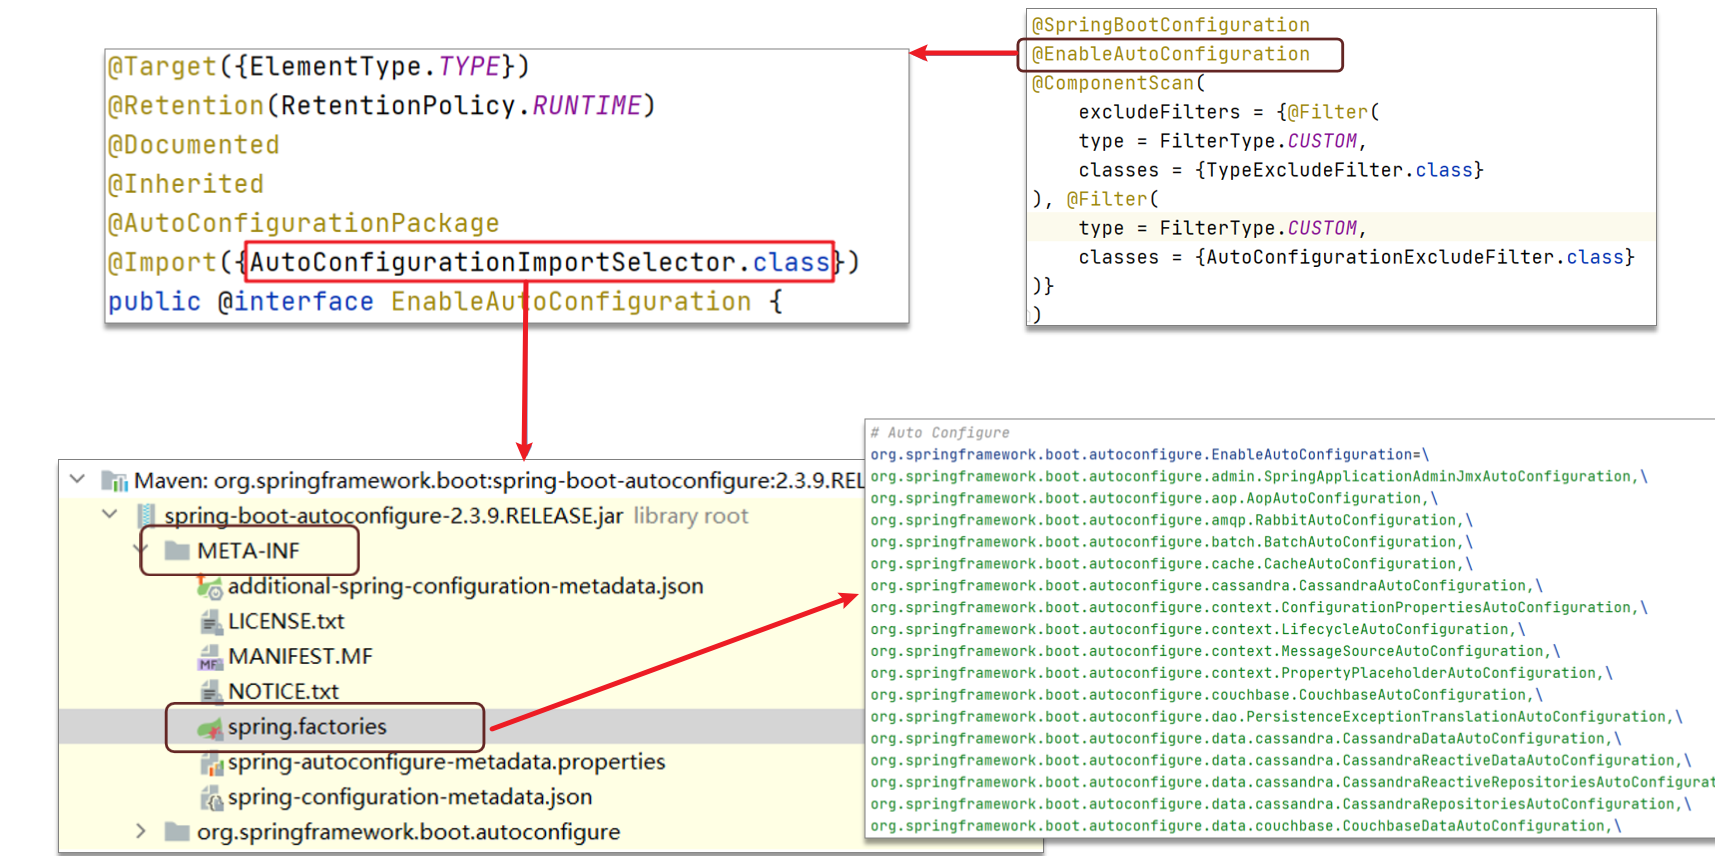 @Target({ElementType.TYPE})
@Retention(RetentionPolicy.RUNTIME)
@Documented
@Inherited
@AutoConfigurationPackage
@Import({AutoConfigurationImportSelector.class})
public @interface EnableAutoConfiguration {
@SpringBootConfiguration
@EnableAutoConfiguration
@ComponentScan(
excludeFilters = {@Filter(
type = FilterType.CUSTOM,
classes = {TypeExcludeFilter.class}
), @Filter(
type = FilterType.CUSTOM,
classes = {AutoConfigurationExcludeFilter.class}
)}
)
Maven: org.springframework.boot:spring-boot-autoconfigure:2.3.9.REL
spring-boot-autoconfigure-2.3.9.RELEASE.jar library root
META-INF
additional-spring-configuration-metadata.json
LICENSE.txt
MANIFEST.MF
NOTICE.txt
spring.factories
spring-autoconfigure-metadata.properties
spring-configuration-metadata.json
org.springframework.boot.autoconfigure
# Auto Configure
org.springframework.boot.autoconfigure.EnableAutoConfiguration=\
org.springframework.boot.autoconfigure.admin.SpringApplicationAdminJmxAutoConfiguration,\
org.springframework.boot.autoconfigure.aop.AopAutoConfiguration,\
org.springframework.boot.autoconfigure.amqp.RabbitAutoConfiguration,\
org.springframework.boot.autoconfigure.batch.BatchAutoConfiguration,\
org.springframework.boot.autoconfigure.cache.CacheAutoConfiguration,\
org.springframework.boot.autoconfigure.cassandra.CassandraAutoConfiguration,\
org.springframework.boot.autoconfigure.context.ConfigurationPropertiesAutoConfiguration,\
org.springframework.boot.autoconfigure.context.LifecycleAutoConfiguration,\
org.springframework.boot.autoconfigure.context.MessageSourceAutoConfiguration,\
org.springframework.boot.autoconfigure.context.PropertyPlaceholderAutoConfiguration,\
org.springframework.boot.autoconfigure.couchbase.CouchbaseAutoConfiguration,\
org.springframework.boot.autoconfigure.dao.PersistenceExceptionTranslationAutoConfiguration,\
org.springframework.boot.autoconfigure.data.cassandra.CassandraDataAutoConfiguration,\
org.springframework.boot.autoconfigure.data.cassandra.CassandraReactiveDataAutoConfiguration,\
org.springframework.boot.autoconfigure.data.cassandra.CassandraReactiveRepositoriesAutoConfigurat
org.springframework.boot.autoconfigure.data.cassandra.CassandraRepositoriesAutoConfiguration,\
org.springframework.boot.autoconfigure.data.couchbase.CouchbaseDataAutoConfiguration,\